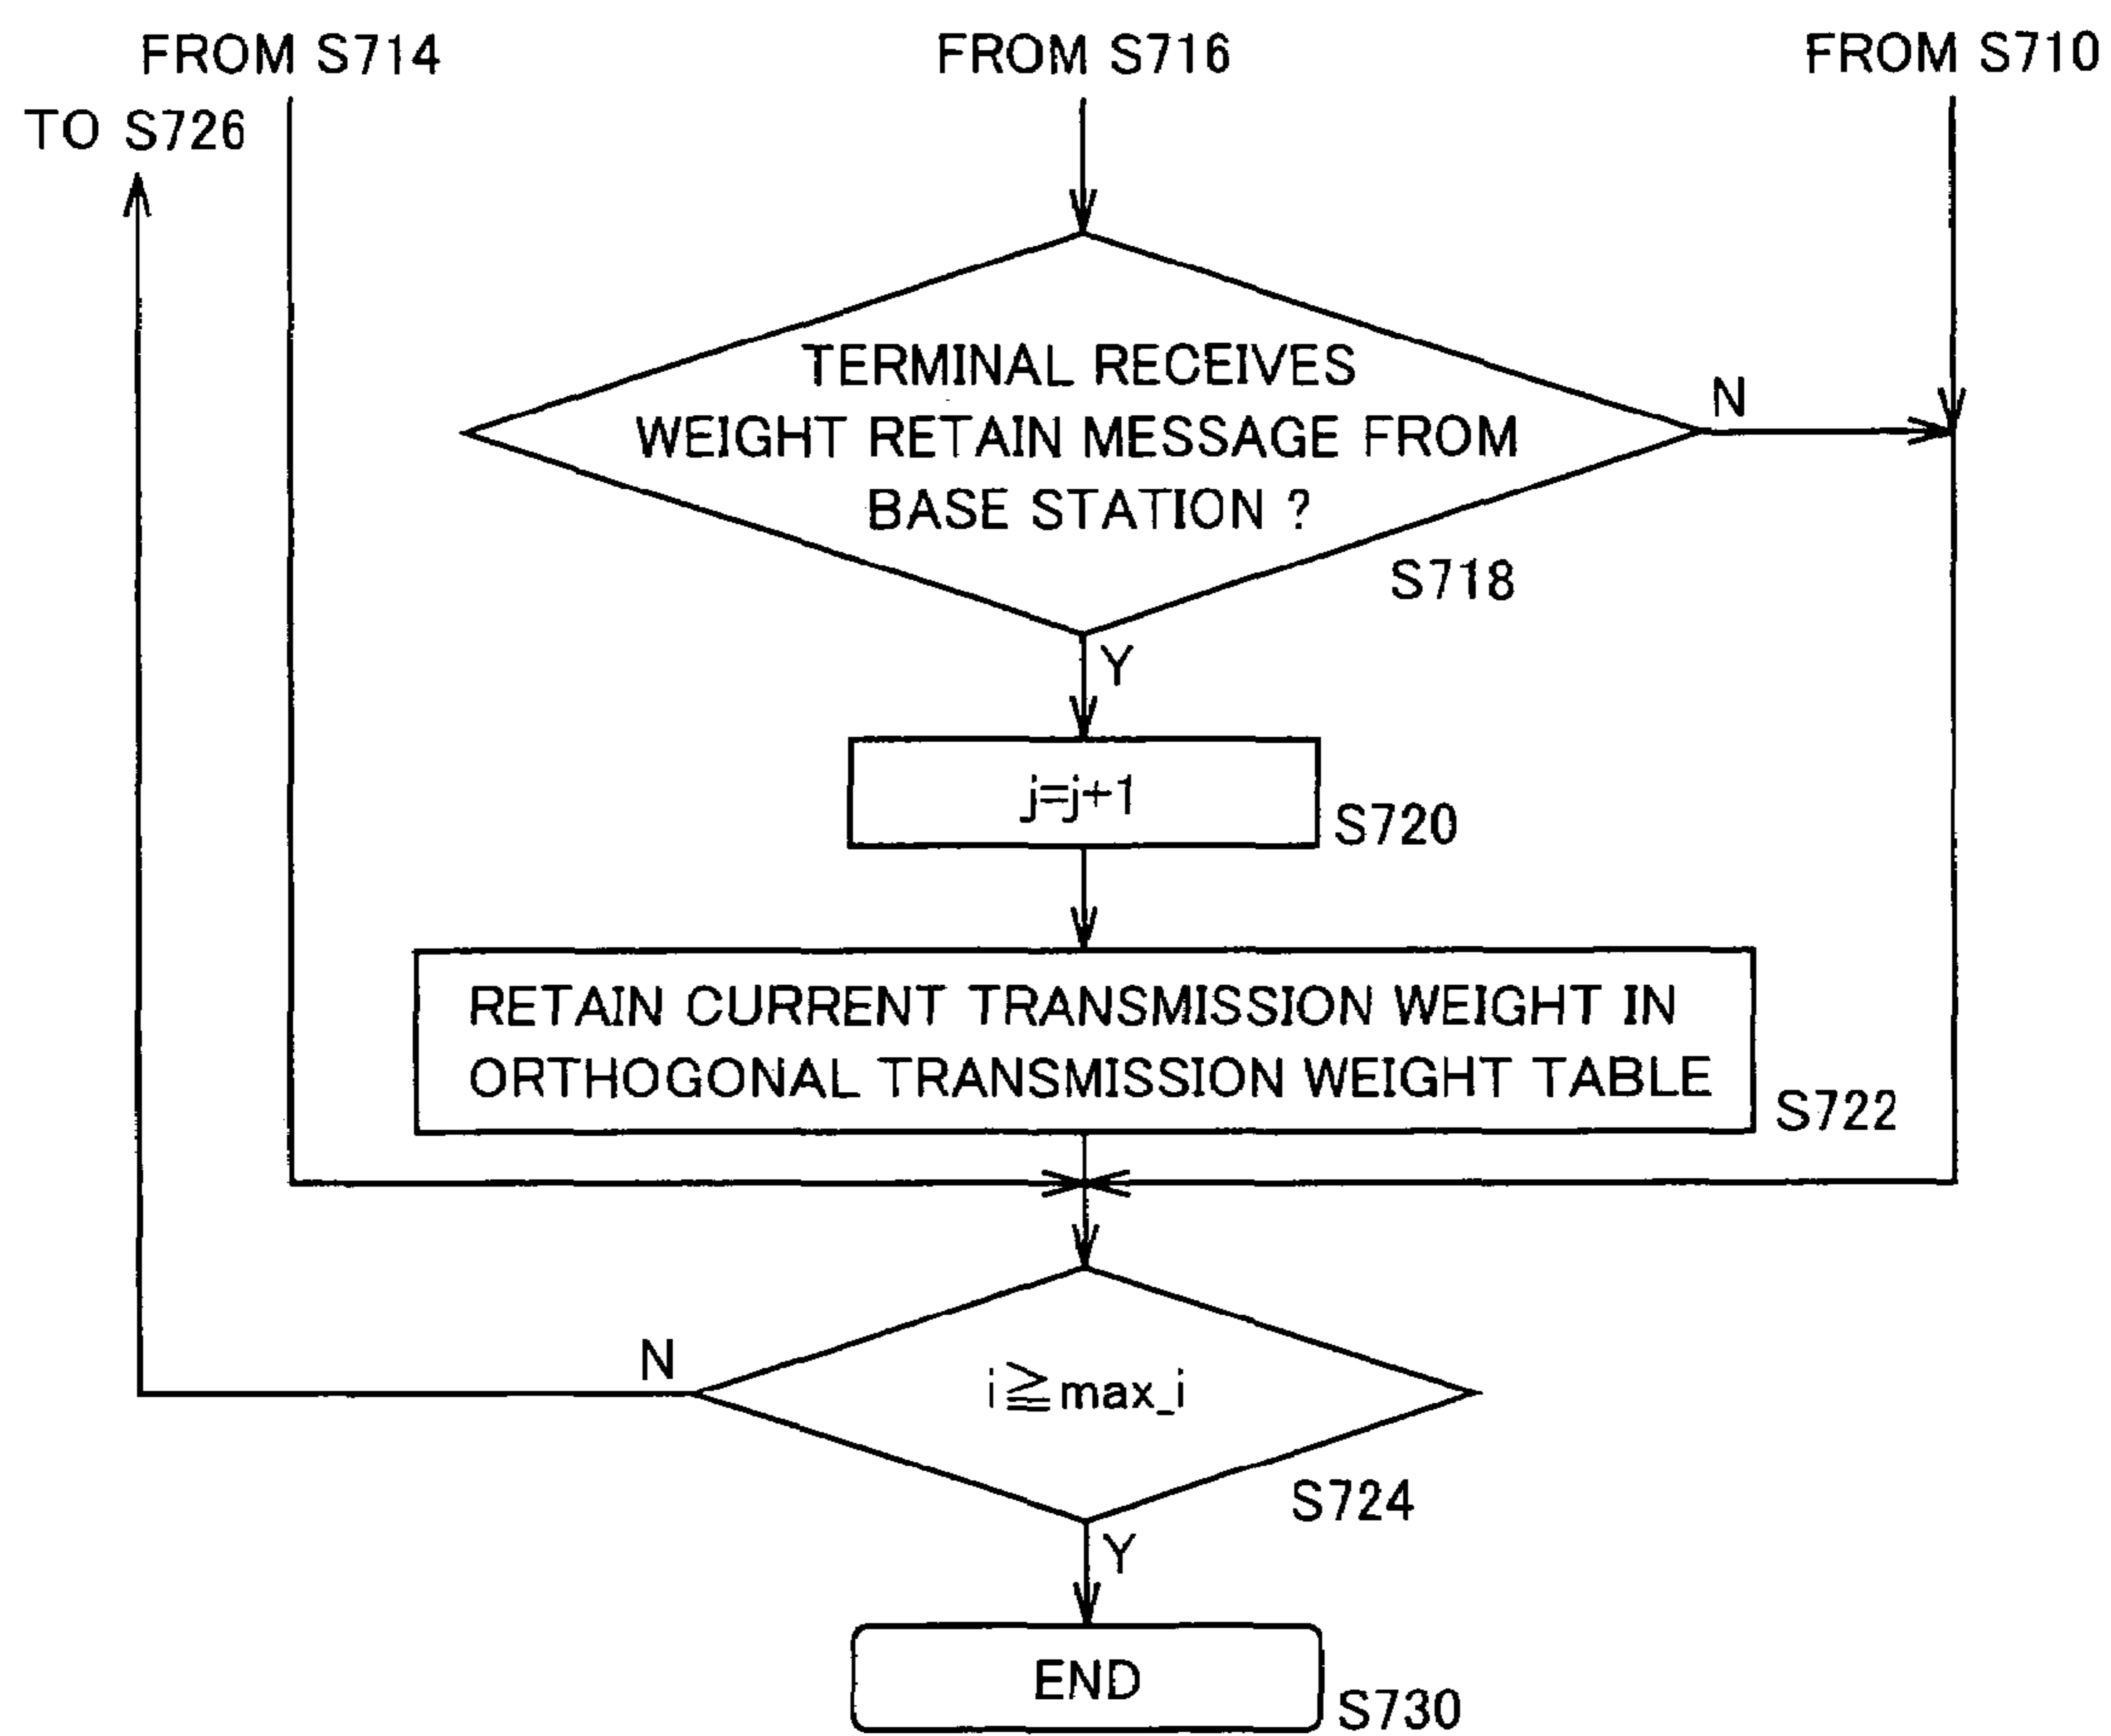 FROM S714
FROM S716
FROM S710
TO S726
TERMINAL RECEIVES
WEIGHT RETAIN MESSAGE FROM
BASE STATION ?
N
S718
Y
j=j+1
S720
RETAIN CURRENT TRANSMISSION WEIGHT IN
ORTHOGONAL TRANSMISSION WEIGHT TABLE
S722
N
i≧max_i
S724
Y
END
S730